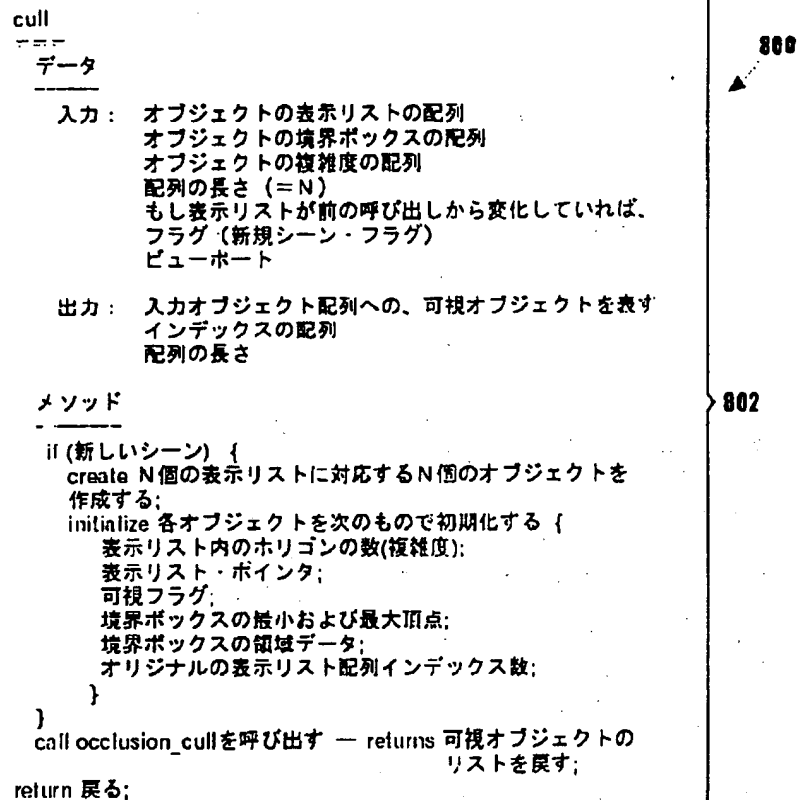 cull
データ
入力： オブジェクトの表示リストの配列
オブジェクトの境界ボックスの配列
オブジェクトの複雑度の配列
配列の長さ (＝N)
もし表示リストが前の呼び出しから変化していれば、
フラグ (新規シーン・フラグ)
ビューポート
出力： 入力オブジェクト配列への、可視オブジェクトを表す
インデックスの配列
配列の長さ
メソッド
if (新しいシーン) {
create N個の表示リストに対応するN個のオブジェクトを
作成する;
initialize 各オブジェクトを次のもので初期化する {
表示リスト内のホリゴンの数(複雑度);
表示リスト・ポインタ;
可視フラグ;
境界ボックスの最小および最大頂点;
境界ボックスの領域データ;
オリジナルの表示リスト配列インデックス数;
}
}
call occlusion_cullを呼び出す — returns 可視オブジェクトの
リストを戻す;
return 戻る;
800
802